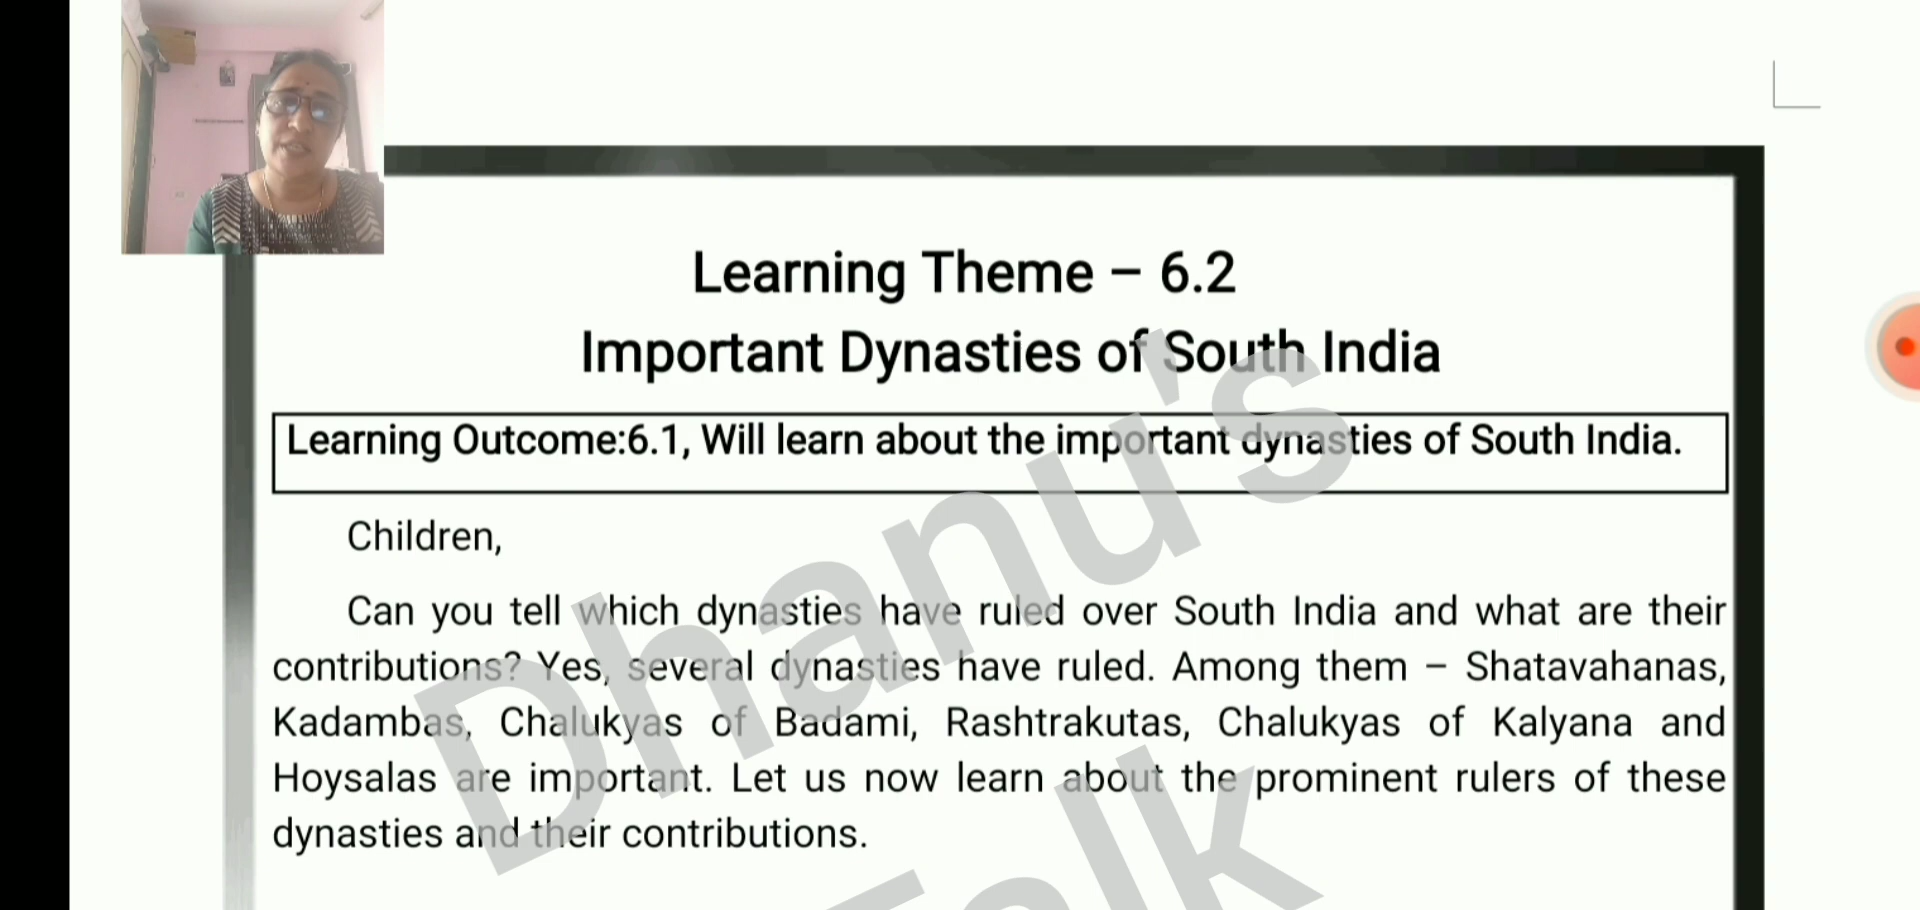 Learning Theme – 6.2
Important Dynasties of South India
Learning Outcome:6.1, Will learn about the important dynasties of South India.
Children,
Can you tell which dynasties have ruled over South India and what are their
contributions? Yes, several dynasties have ruled. Among them – Shatavahanas,
Kadambas, Chalukyas of Badami, Rashtrakutas, Chalukyas of Kalyana and
Hoysalas are important. Let us now learn about the prominent rulers of these
dynasties and their contributions.
Dhanu's
Talk